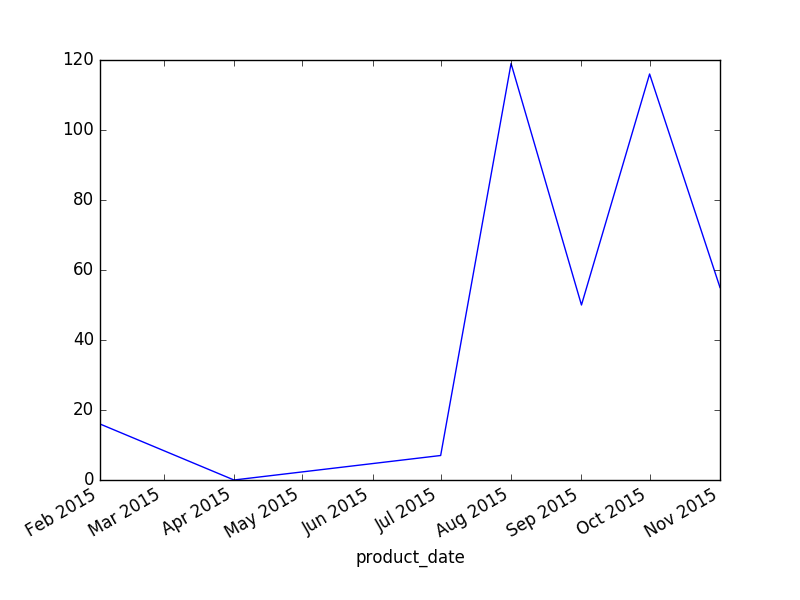 120
100
80
60
40
20
0
Feb 2015
Mar 2015
Apr 2015
May 2015
Jun 2015
Jul 2015
Aug 2015
Sep 2015
Oct 2015
Nov 2015
product_date